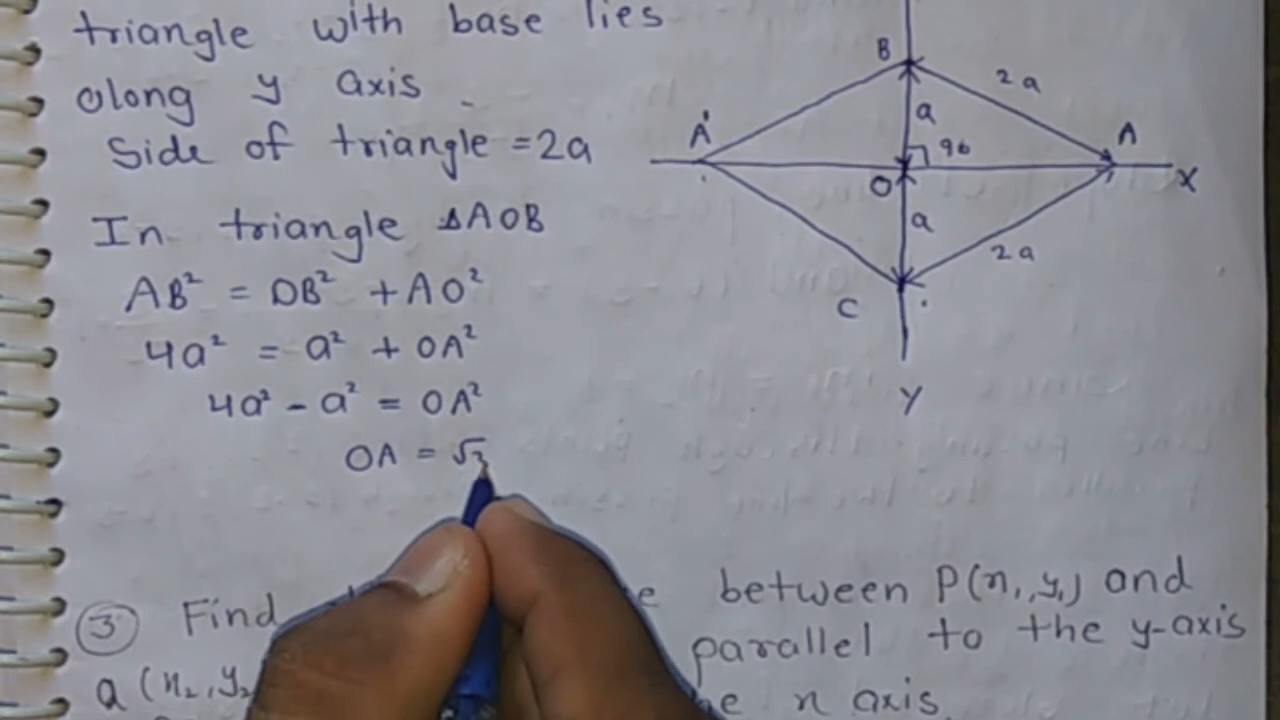 triangle with base lies
along y axis
Side of triangle = 2a
In triangle ΔAOB
AB² = OB² + AO²
4a² = a² + OA²
4a² - a² = OA²
OA = √3
B
2a
A'
a
90
A
O
X
a
2a
C
Y
③ Find between P(x₁, y₁) and
Q (x₂, y₂ parallel to the y-axis
x axis.